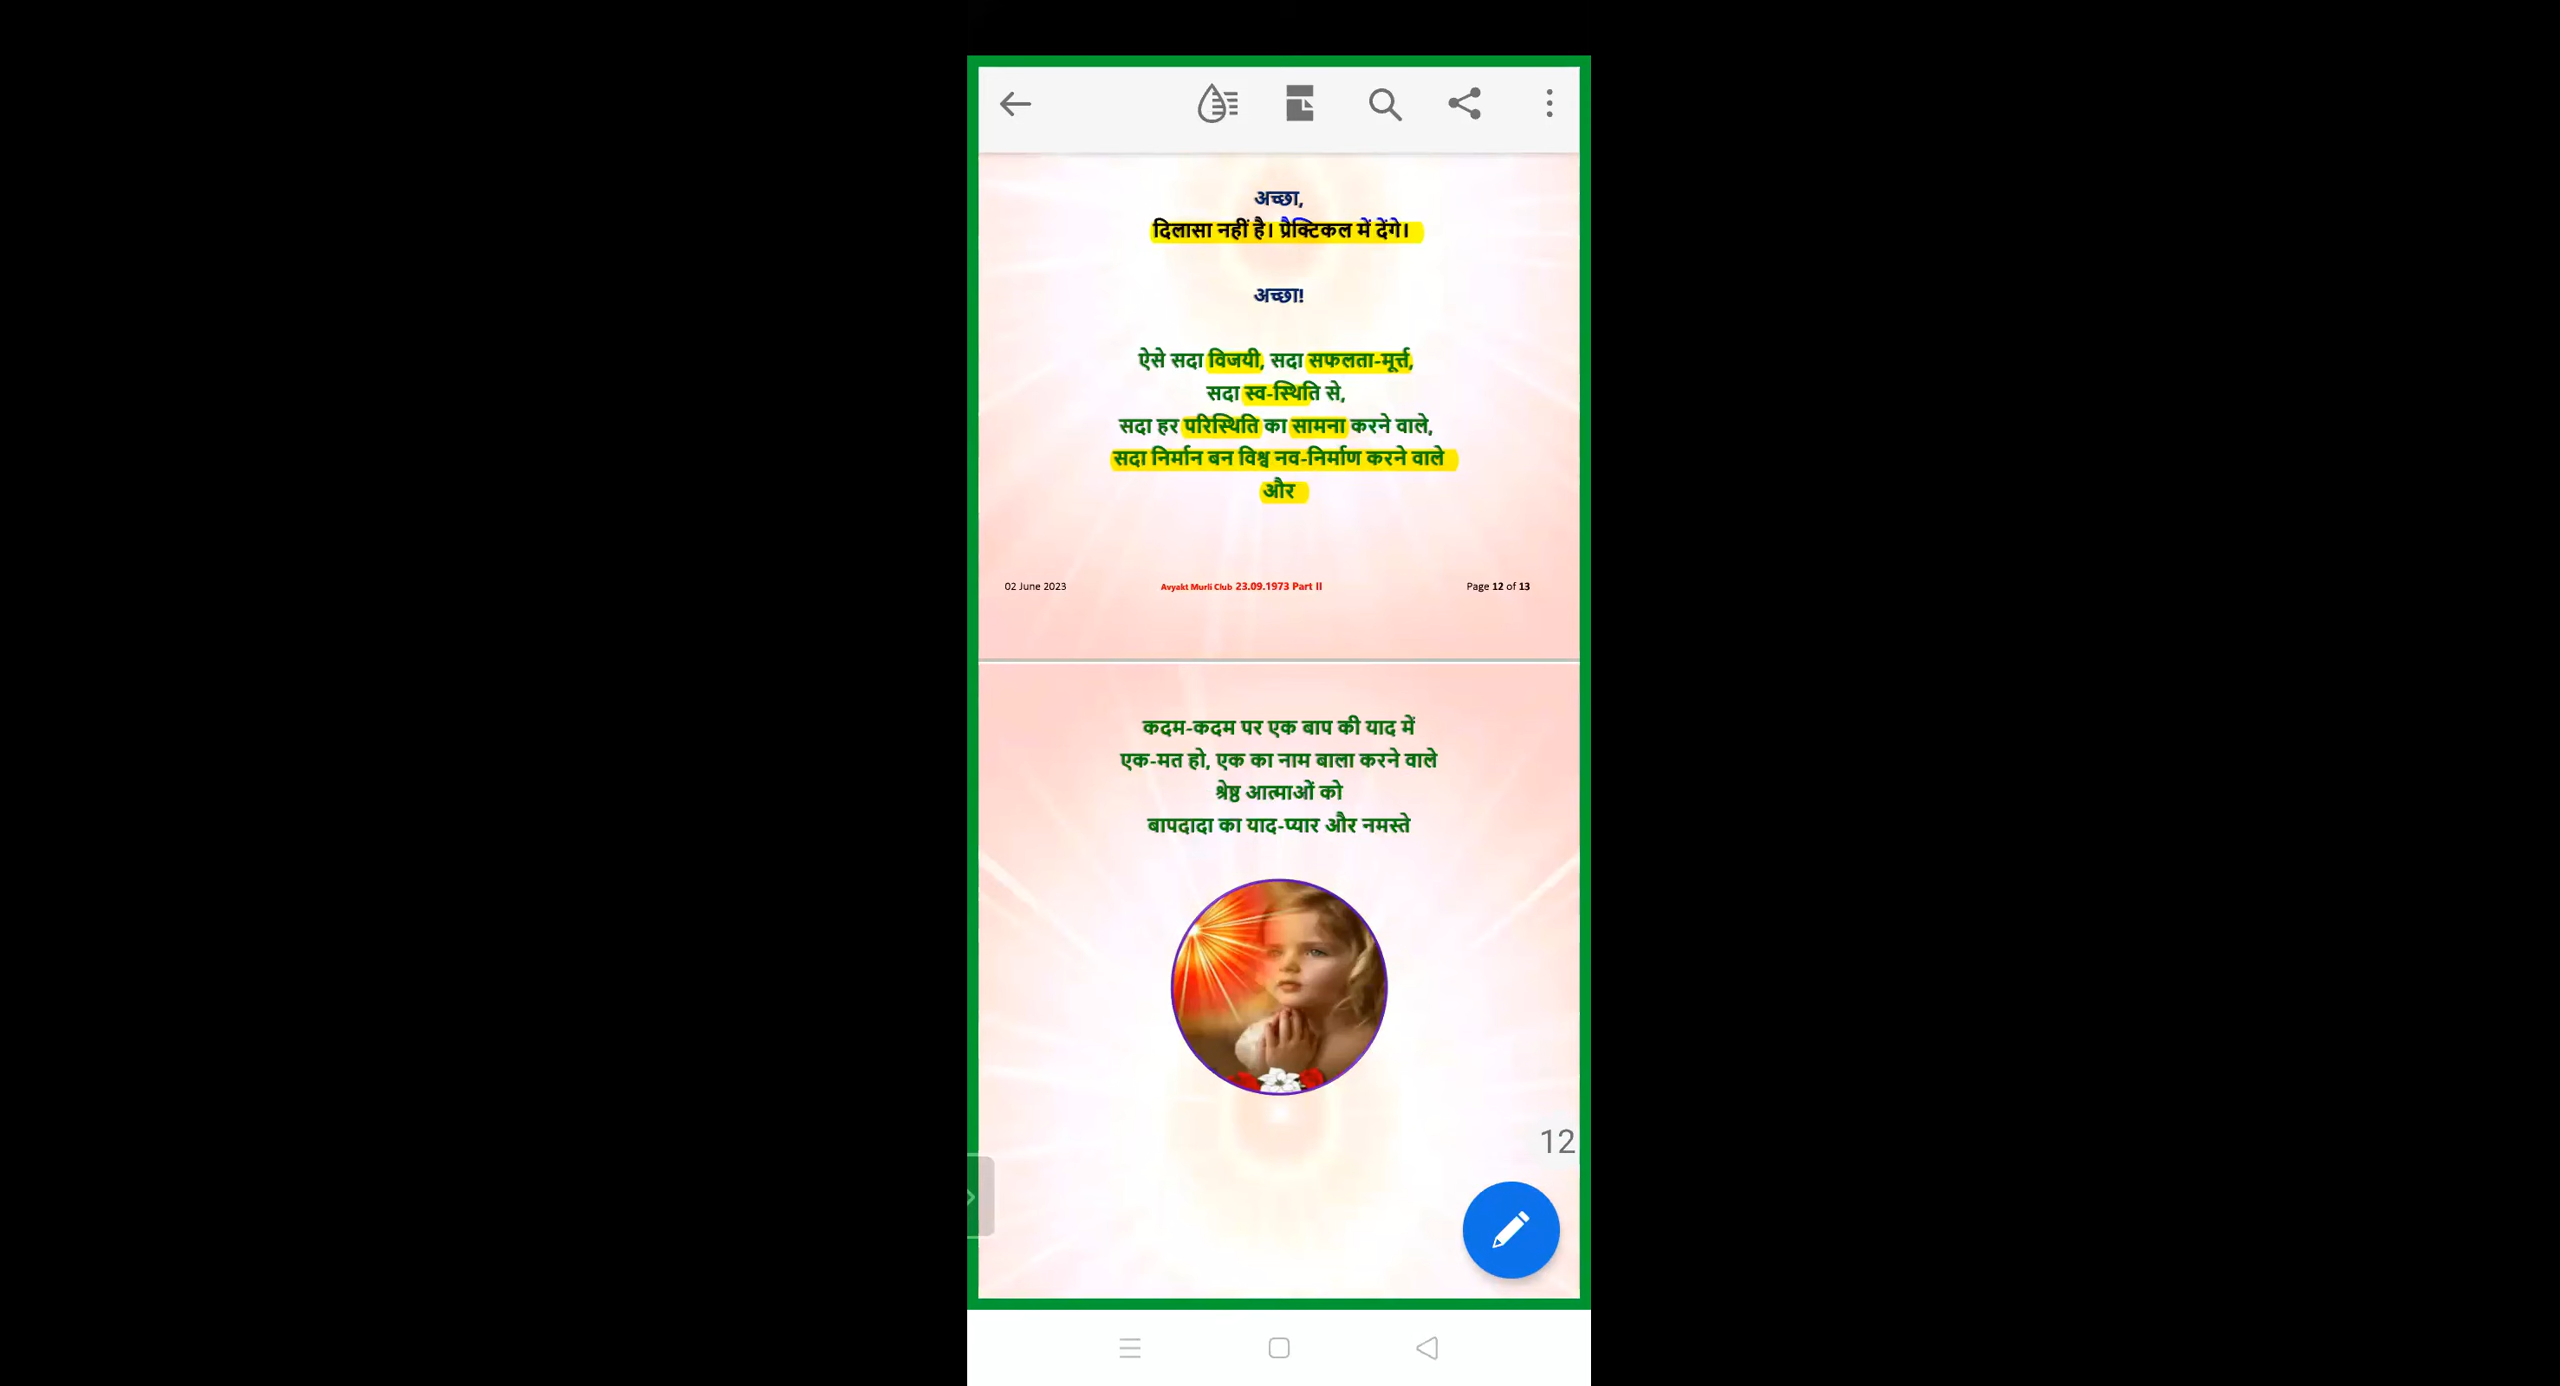 अच्छा,
दिलासा नहीं है। प्रैक्टिकल में देंगे।
अच्छा!
ऐसे सदा विजयी, सदा सफलता-मूर्त्त,
सदा स्व-स्थिति से,
सदा हर परिस्थिति का सामना करने वाले,
सदा निर्मान बन विश्व नव-निर्माण करने वाले
और
02 June 2023 Avyakt Murli Club 23.09.1973 Part II Page 12 of 13
कदम-कदम पर एक बाप की याद में
एक-मत हो, एक का नाम बाला करने वाले
श्रेष्ठ आत्माओं को
बापदादा का याद-प्यार और नमस्ते
12